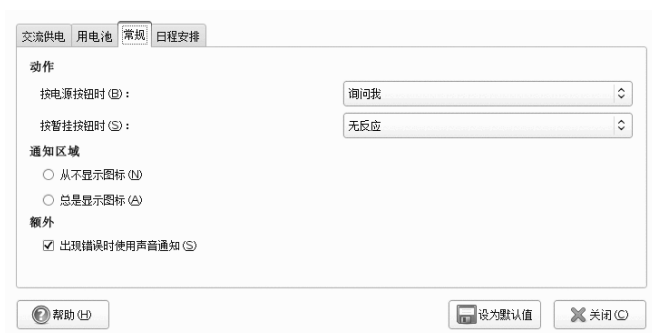 交流供电 用电池 常规 日程安排
动作
按电源按钮时(B)： 询问我
按暂挂按钮时(S)： 无反应
通知区域
从不显示图标(N)
总是显示图标(A)
额外
出现错误时使用声音通知(S)
帮助(H) 设为默认值 关闭(C)